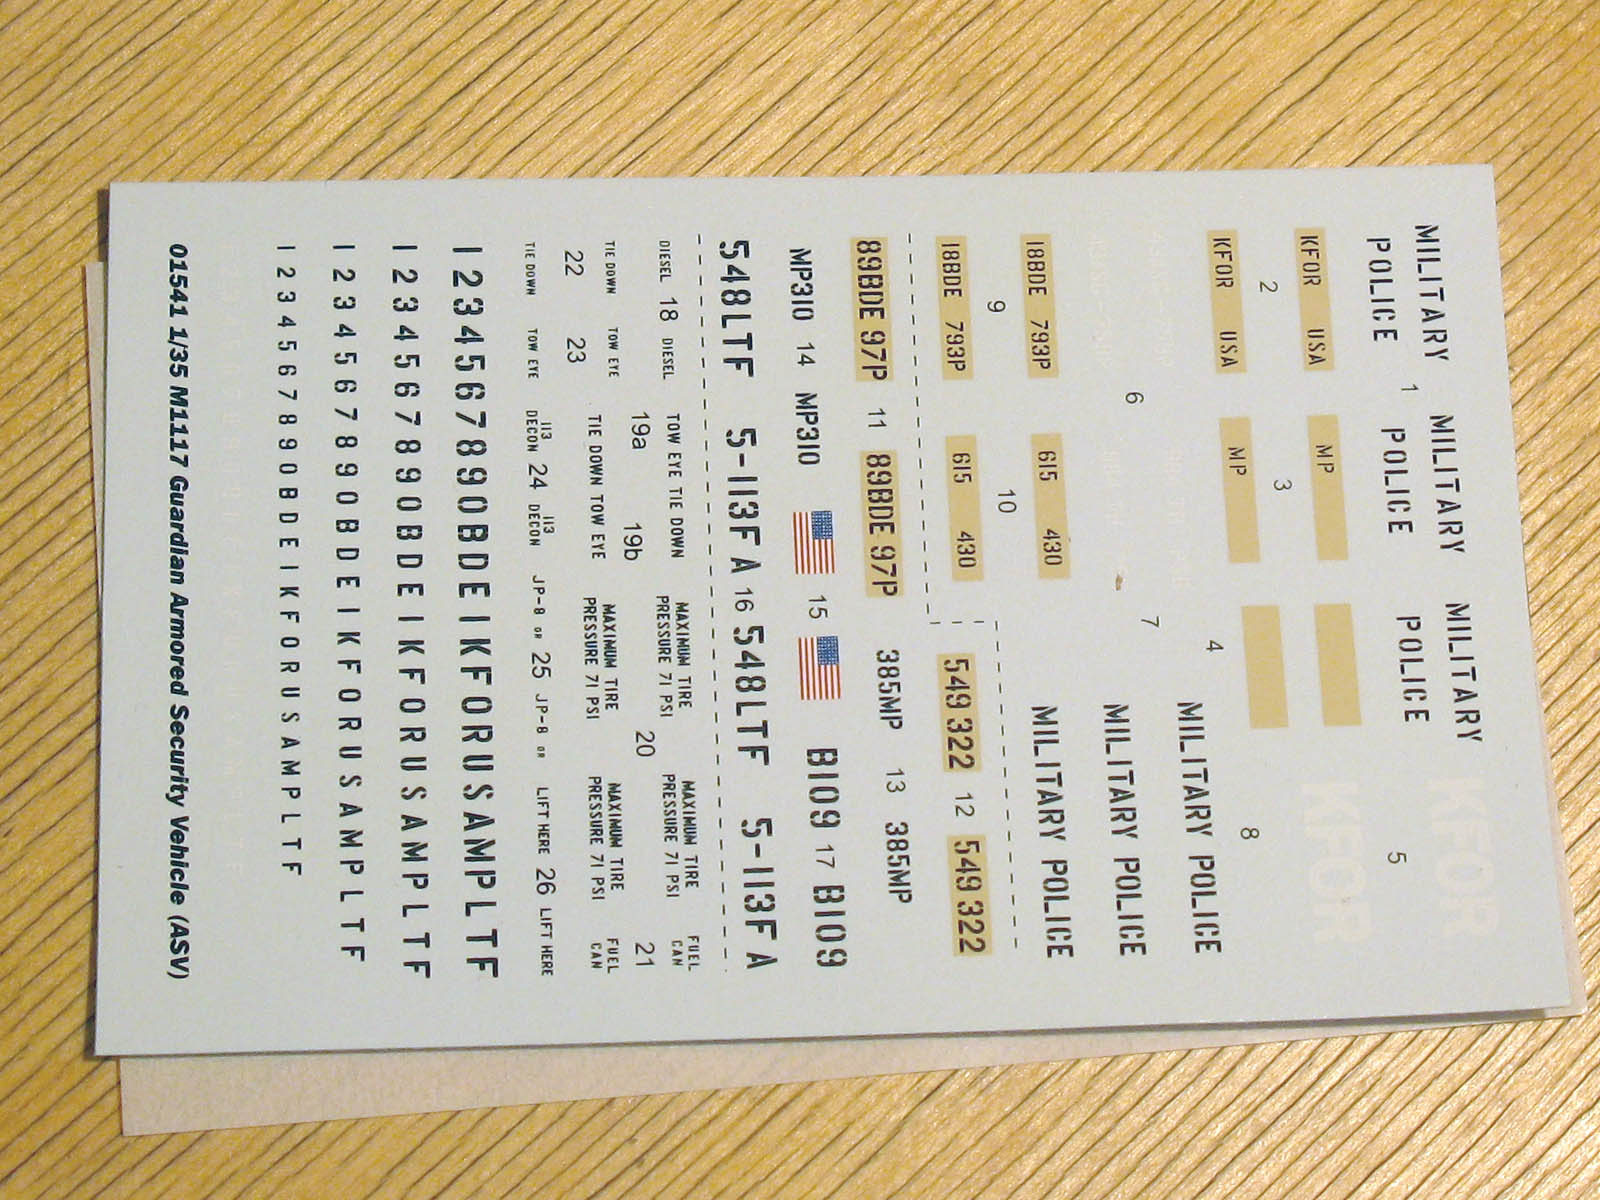 MILITARY MILITARY MILITARY KFOR
POLICE 1 POLICE POLICE 5
KFOR USA MP KFOR
2 3
KFOR USA MP 4 8
MILITARY POLICE
6 7 MILITARY POLICE
18BDE 793P 615 430 MILITARY POLICE
9 10
18BDE 793P 615 430 549 322 12 549 322
89BDE 97P 11 89BDE 97P 385MP 13 385MP
MP310 14 MP310 15 B109 17 B109
548LTF 5-113FA 16 548LTF 5-113FA
DIESEL 18 DIESEL TOW EYE TIE DOWN MAXIMUM TIRE PRESSURE 71 PSI MAXIMUM TIRE PRESSURE 71 PSI FUEL CAN
19a 19b 20 21
TIE DOWN TOW EYE TIE DOWN TOW EYE MAXIMUM TIRE PRESSURE 71 PSI MAXIMUM TIRE PRESSURE 71 PSI FUEL CAN
22 23
TIE DOWN TOW EYE 113 DECON 24 113 DECON JP-8 OR 25 JP-8 OR LIFT HERE 26 LIFT HERE
1234567890BDEIKFORUSAMPLTF
1234567890BDEIKFORUSAMPLTF
1234567890BDEIKFORUSAMPLTF
1234567890BDEIKFORUSAMPLTF
01541 1/35 M1117 Guardian Armored Security Vehicle (ASV)